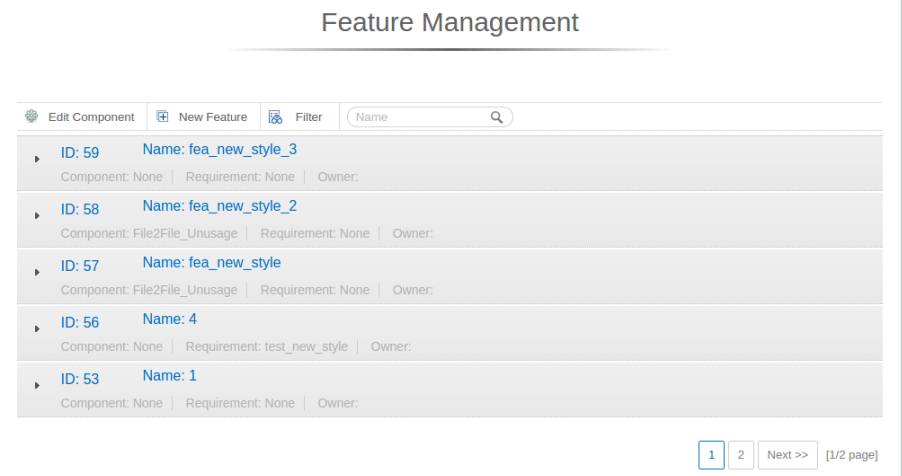 Feature Management
Edit Component New Feature Filter Name
ID: 59 Name: fea_new_style_3
Component: None Requirement: None Owner:
ID: 58 Name: fea_new_style_2
Component: File2File_Unusage Requirement: None Owner:
ID: 57 Name: fea_new_style
Component: File2File_Unusage Requirement: None Owner:
ID: 56 Name: 4
Component: None Requirement: test_new_style Owner:
ID: 53 Name: 1
Component: None Requirement: None Owner:
1 2 Next >> [1/2 page]